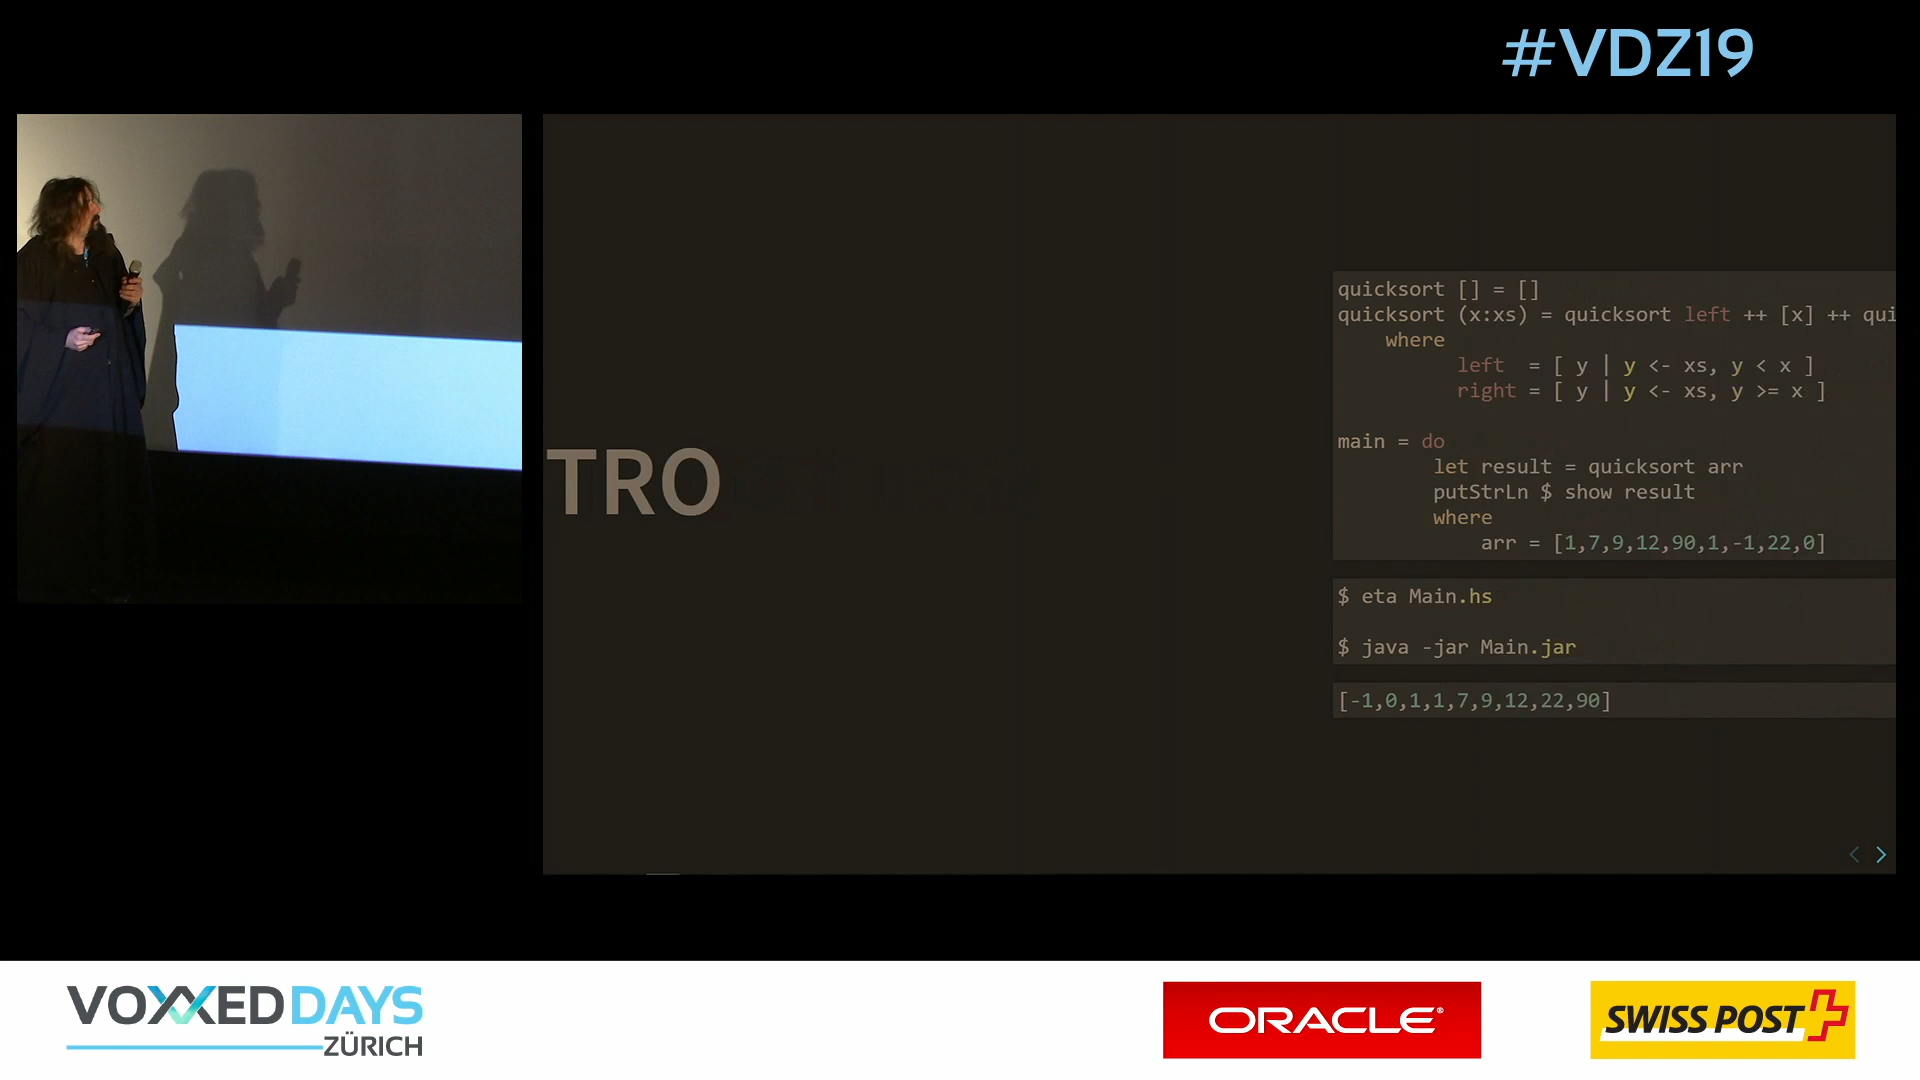 #VDZ19
TRO
quicksort [] = []
quicksort (x:xs) = quicksort left ++ [x] ++ qui
where
left = [ y | y <- xs, y < x ]
right = [ y | y <- xs, y >= x ]
main = do
let result = quicksort arr
putStrLn $ show result
where
arr = [1,7,9,12,90,1,-1,22,0]
$ eta Main.hs
$ java -jar Main.jar
[-1,0,1,1,7,9,12,22,90]
VOXXED DAYS
ZÜRICH
ORACLE®
SWISS POST